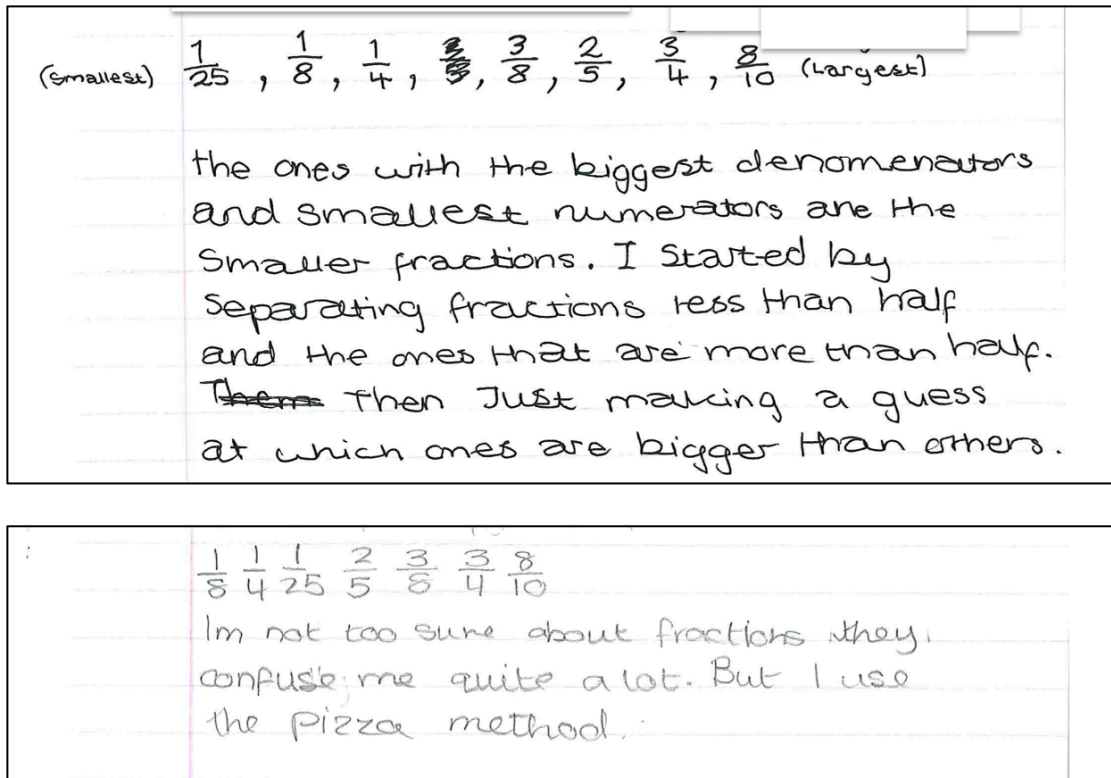 (smallest) 1/25, 1/8, 1/4, 3/8, 2/5, 3/4, 8/10 (Largest)
the ones with the biggest denomenators
and smallest numerators are the
smaller fractions. I started by
separating fractions less than half
and the ones that are more than half.
Then Just making a guess
at which ones are bigger than others.
1/8 1/4 1/25 2/5 3/8 3/4 8/10
Im not too sure about fractions they
confuse me quite a lot. But I use
the pizza method.